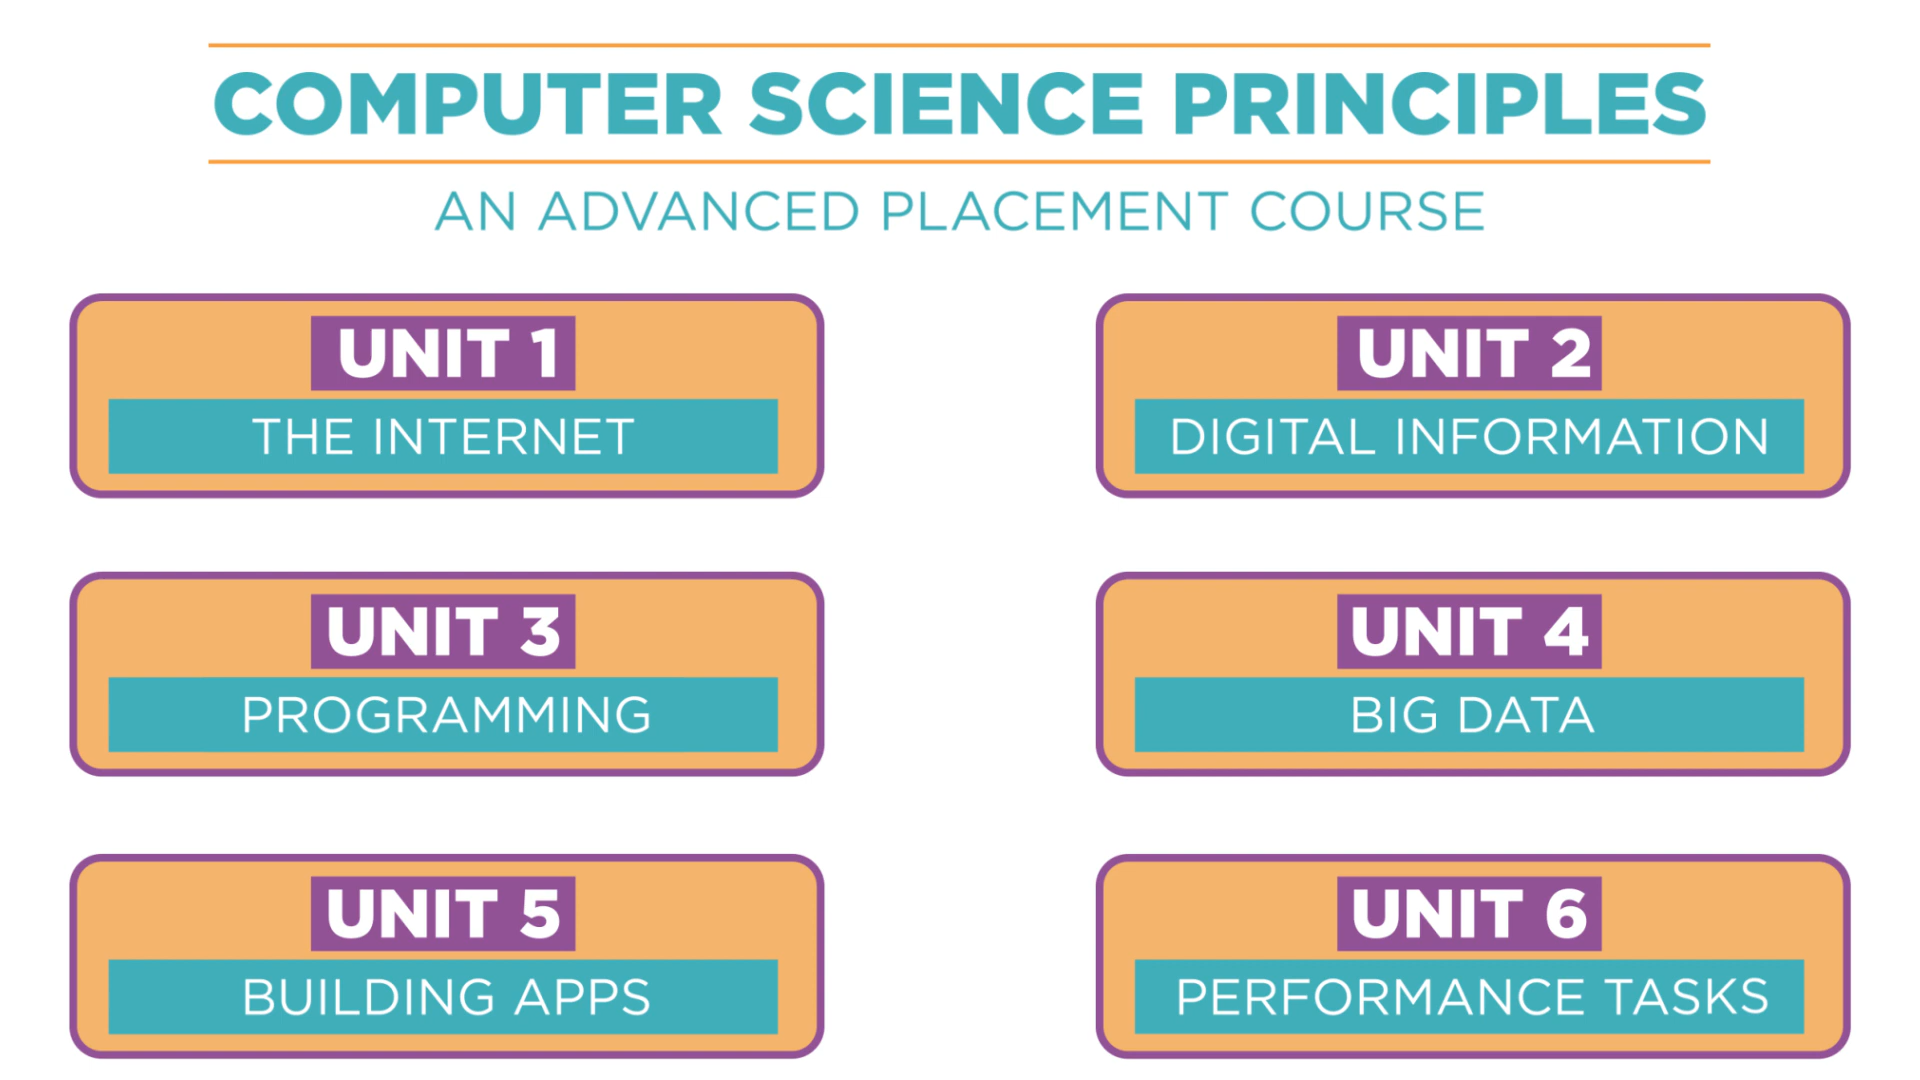 COMPUTER SCIENCE PRINCIPLES
AN ADVANCED PLACEMENT COURSE
UNIT 1
THE INTERNET
UNIT 2
DIGITAL INFORMATION
UNIT 3
PROGRAMMING
UNIT 4
BIG DATA
UNIT 5
BUILDING APPS
UNIT 6
PERFORMANCE TASKS